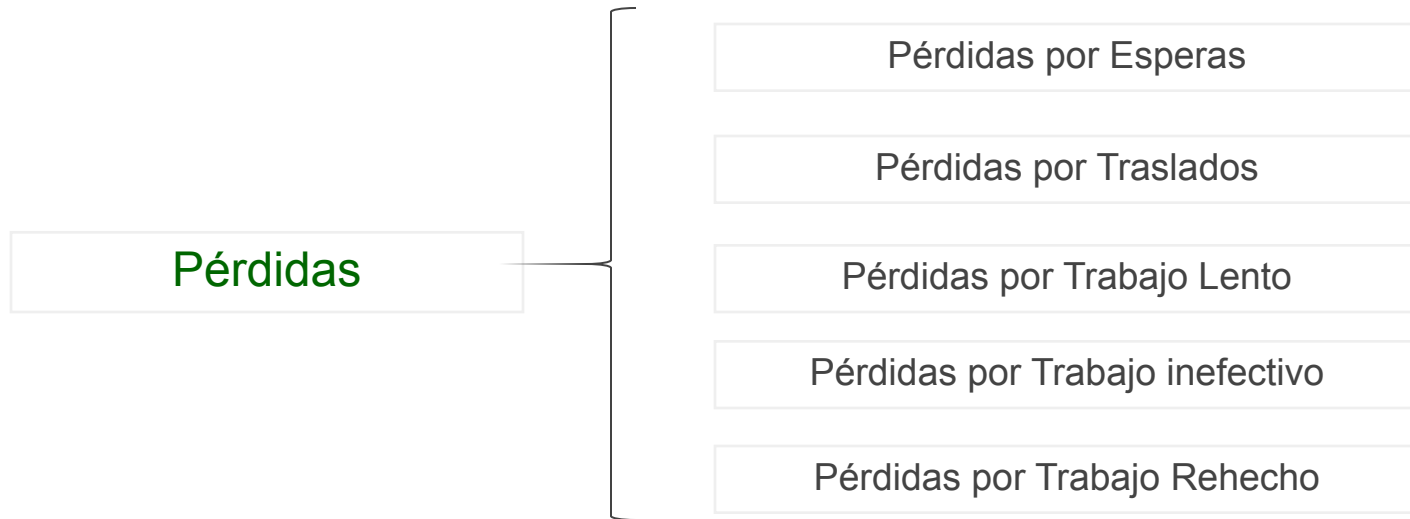 Pérdidas
Pérdidas por Esperas
Pérdidas por Traslados
Pérdidas por Trabajo Lento
Pérdidas por Trabajo inefectivo
Pérdidas por Trabajo Rehecho